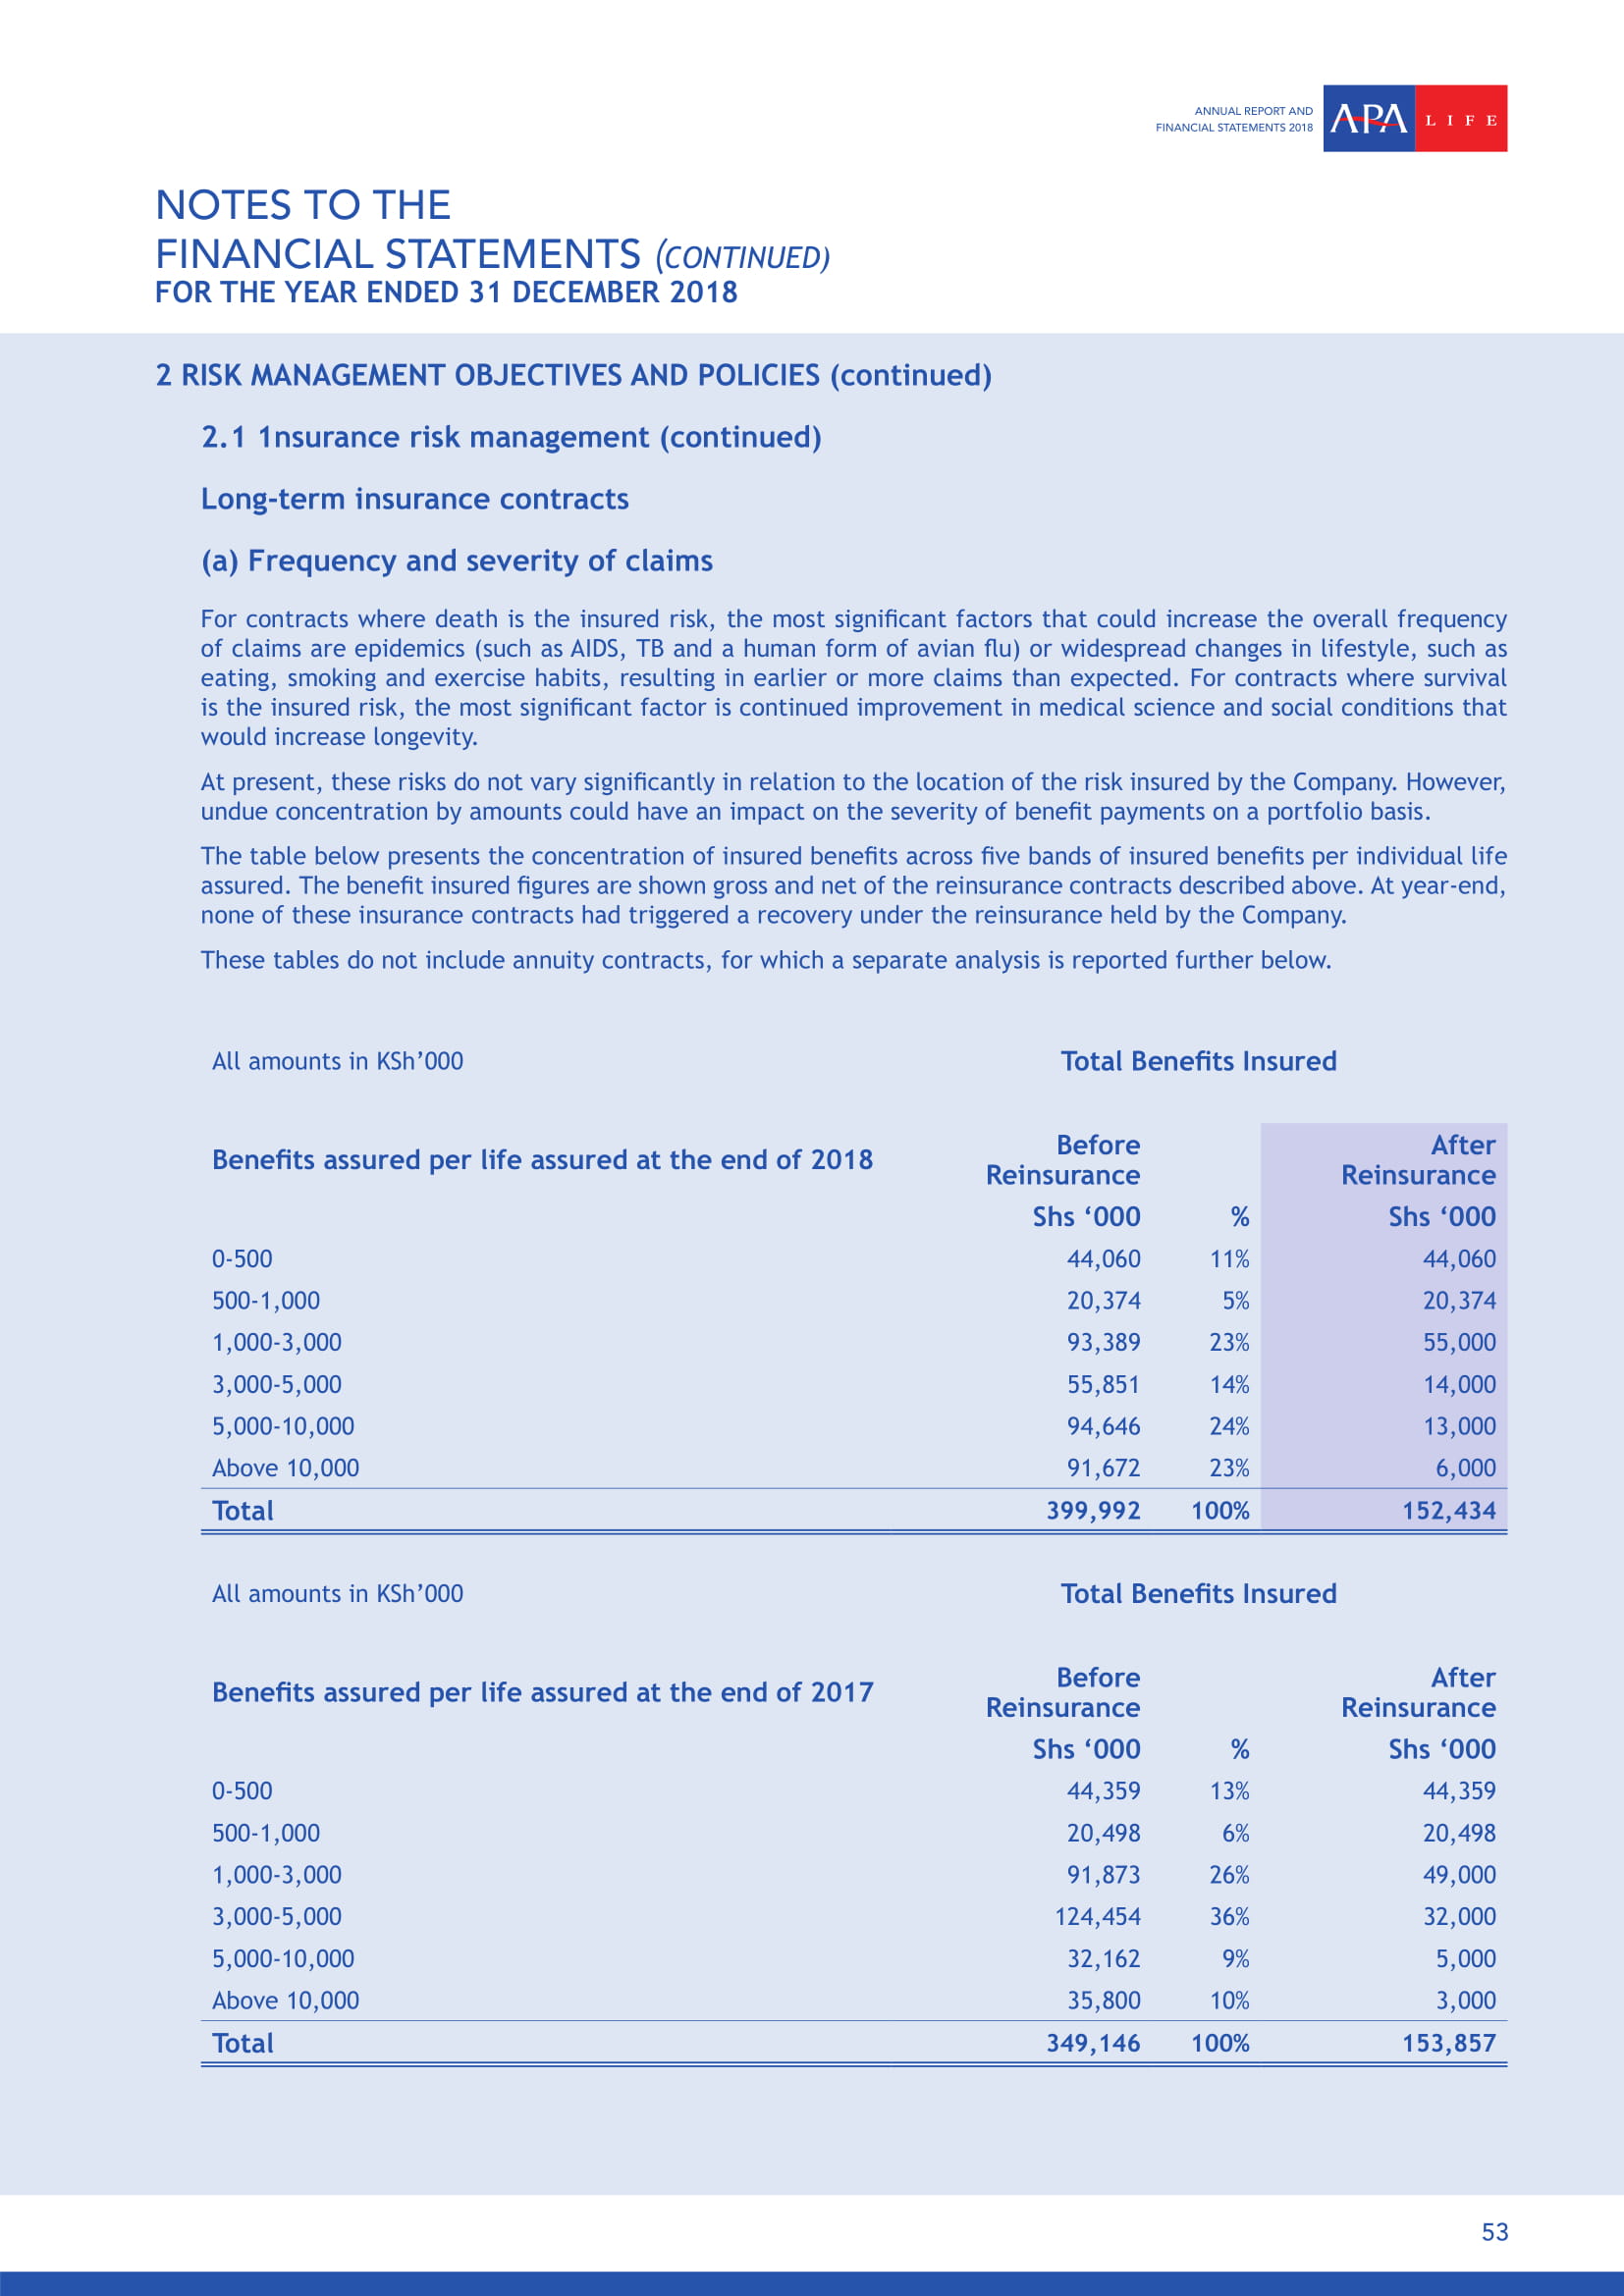 ANNUAL REPORT AND
FINANCIAL STATEMENTS 2018
APA LIFE
NOTES TO THE
FINANCIAL STATEMENTS (CONTINUED)
FOR THE YEAR ENDED 31 DECEMBER 2018
2 RISK MANAGEMENT OBJECTIVES AND POLICIES (continued)
2.1 1nsurance risk management (continued)
Long-term insurance contracts
(a) Frequency and severity of claims
For contracts where death is the insured risk, the most significant factors that could increase the overall frequency
of claims are epidemics (such as AIDS, TB and a human form of avian flu) or widespread changes in lifestyle, such as
eating, smoking and exercise habits, resulting in earlier or more claims than expected. For contracts where survival
is the insured risk, the most significant factor is continued improvement in medical science and social conditions that
would increase longevity.
At present, these risks do not vary significantly in relation to the location of the risk insured by the Company. However,
undue concentration by amounts could have an impact on the severity of benefit payments on a portfolio basis.
The table below presents the concentration of insured benefits across five bands of insured benefits per individual life
assured. The benefit insured figures are shown gross and net of the reinsurance contracts described above. At year-end,
none of these insurance contracts had triggered a recovery under the reinsurance held by the Company.
These tables do not include annuity contracts, for which a separate analysis is reported further below.
All amounts in KSh’000 Total Benefits Insured
Benefits assured per life assured at the end of 2018 Before Reinsurance After Reinsurance
Shs ‘000 % Shs ‘000
0-500 44,060 11% 44,060
500-1,000 20,374 5% 20,374
1,000-3,000 93,389 23% 55,000
3,000-5,000 55,851 14% 14,000
5,000-10,000 94,646 24% 13,000
Above 10,000 91,672 23% 6,000
Total 399,992 100% 152,434
All amounts in KSh’000 Total Benefits Insured
Benefits assured per life assured at the end of 2017 Before Reinsurance After Reinsurance
Shs ‘000 % Shs ‘000
0-500 44,359 13% 44,359
500-1,000 20,498 6% 20,498
1,000-3,000 91,873 26% 49,000
3,000-5,000 124,454 36% 32,000
5,000-10,000 32,162 9% 5,000
Above 10,000 35,800 10% 3,000
Total 349,146 100% 153,857
53